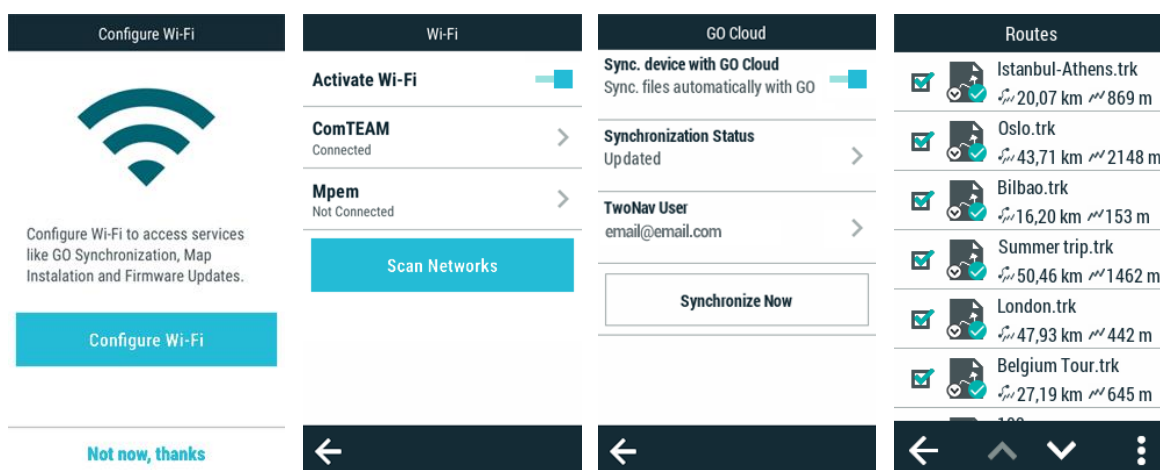 Configure Wi-Fi
Configure Wi-Fi to access services
like GO Synchronization, Map
Instalation and Firmware Updates.
Configure Wi-Fi
Not now, thanks
Wi-Fi
Activate Wi-Fi
ComTEAM
Connected
Mpem
Not Connected
Scan Networks
GO Cloud
Sync. device with GO Cloud
Sync. files automatically with GO
Synchronization Status
Updated
TwoNav User
email@email.com
Synchronize Now
Routes
Istanbul-Athens.trk
20,07 km 869 m
Oslo.trk
43,71 km 2148 m
Bilbao.trk
16,20 km 153 m
Summer trip.trk
50,46 km 1462 m
London.trk
47,93 km 442 m
Belgium Tour.trk
27,19 km 645 m